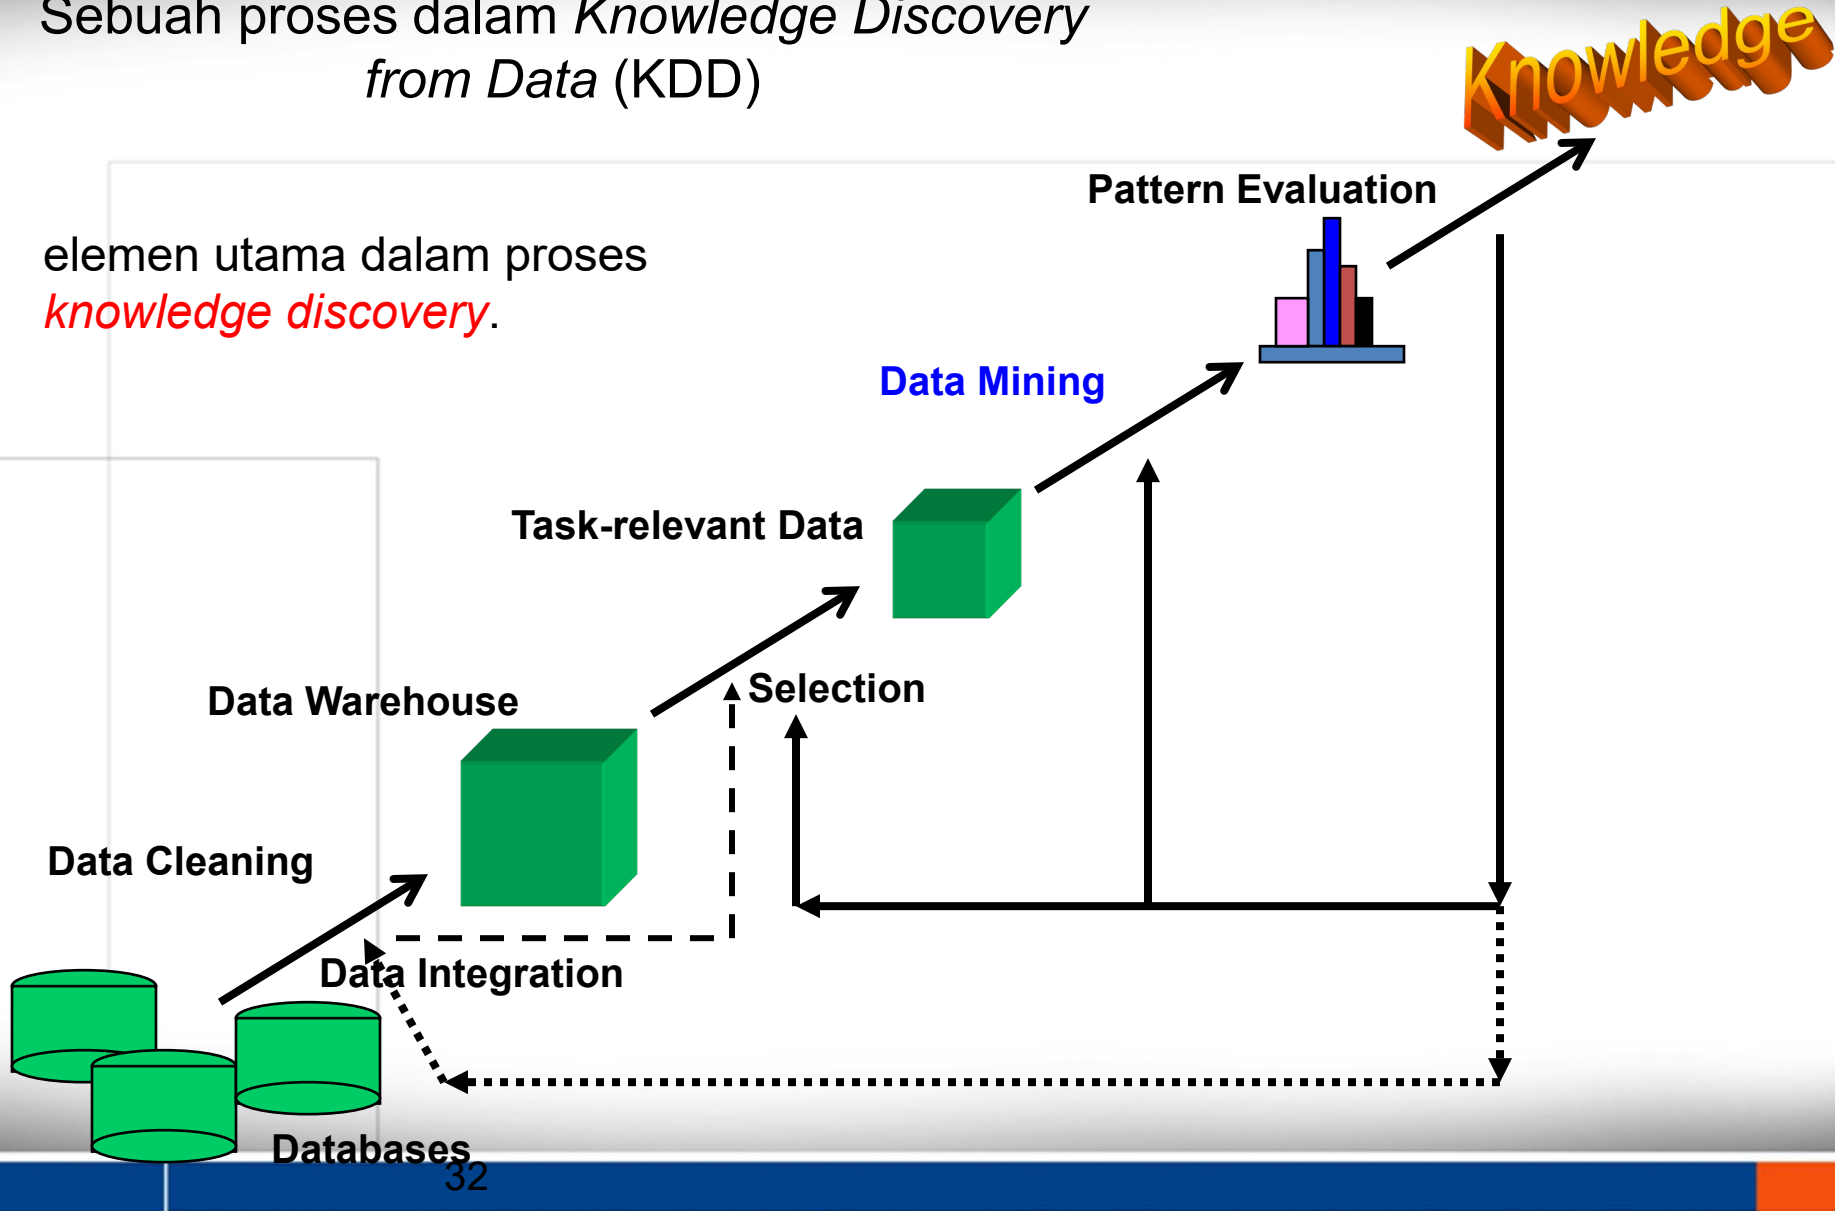 Sebuah proses dalam Knowledge Discovery
from Data (KDD)
Knowledge
Pattern Evaluation
elemen utama dalam proses
knowledge discovery.
Data Mining
Task-relevant Data
Selection
Data Warehouse
Data Cleaning
Data Integration
Databases
32